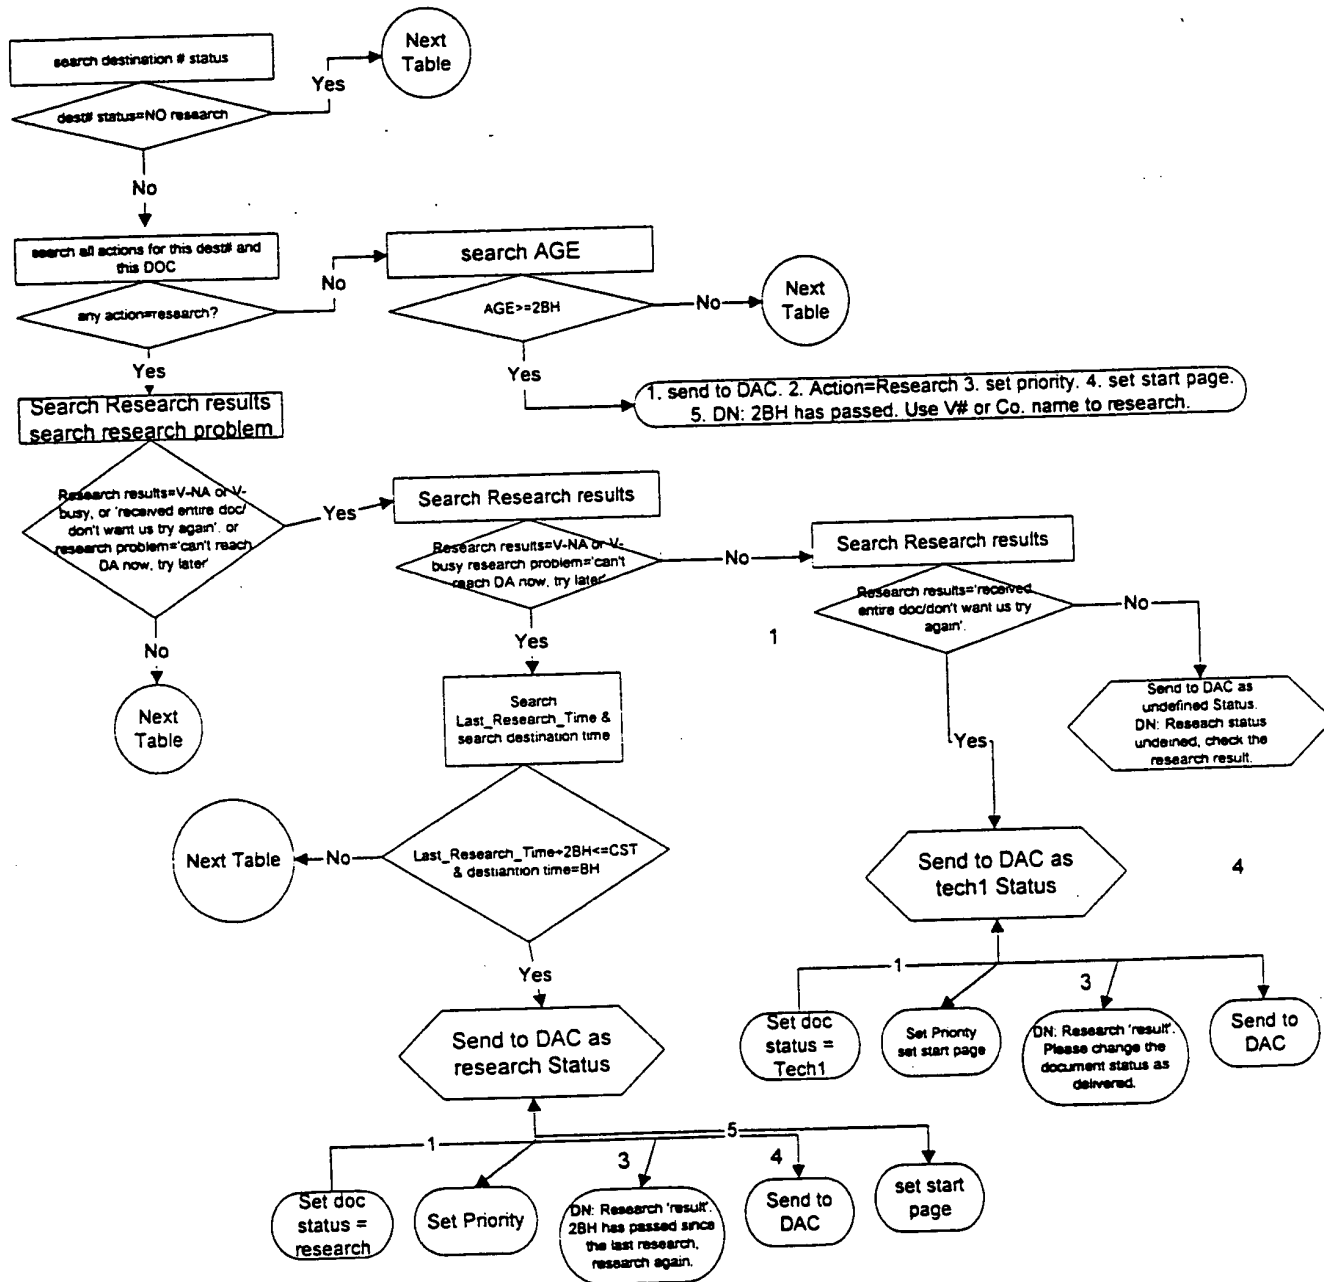 search destination # status
Yes
Next
Table
dest# status=NO research
No
search all actions for this dest# and
this DOC
any action=research?
No
search AGE
AGE>=2BH
No
Next
Table
Yes
Yes
1. send to DAC. 2. Action=Research 3. set priority. 4. set start page.
5. DN: 2BH has passed. Use V# or Co. name to research.
Search Research results
search research problem
Research results=V-NA or V-
busy, or 'received entire doc/
don't want us try again'. or
research problem='can't reach
DA now, try later'
Yes
Search Research results
Research results=V-NA or V-
busy research problem='can't
reach DA now, try later'
No
Search Research results
Research results='received
entire doc/don't want us try
again'.
No
1
Yes
No
Next
Table
Search
Last_Research_Time &
search destination time
Send to DAC as
undefined Status.
DN: Reseach status
undefined, check the
research result.
Yes
Next Table
No
Last_Research_Time+2BH<=CST
& destiantion time=BH
Send to DAC as
tech1 Status
4
Yes
1
3
Set doc
status =
Tech1
Set Priority
set start page
DN: Research 'result'.
Please change the
document status as
delivered.
Send to
DAC
Send to DAC as
research Status
1
5
3
4
Set doc
status =
research
Set Priority
DN: Research 'result'.
2BH has passed since
the last research,
research again.
Send to
DAC
set start
page